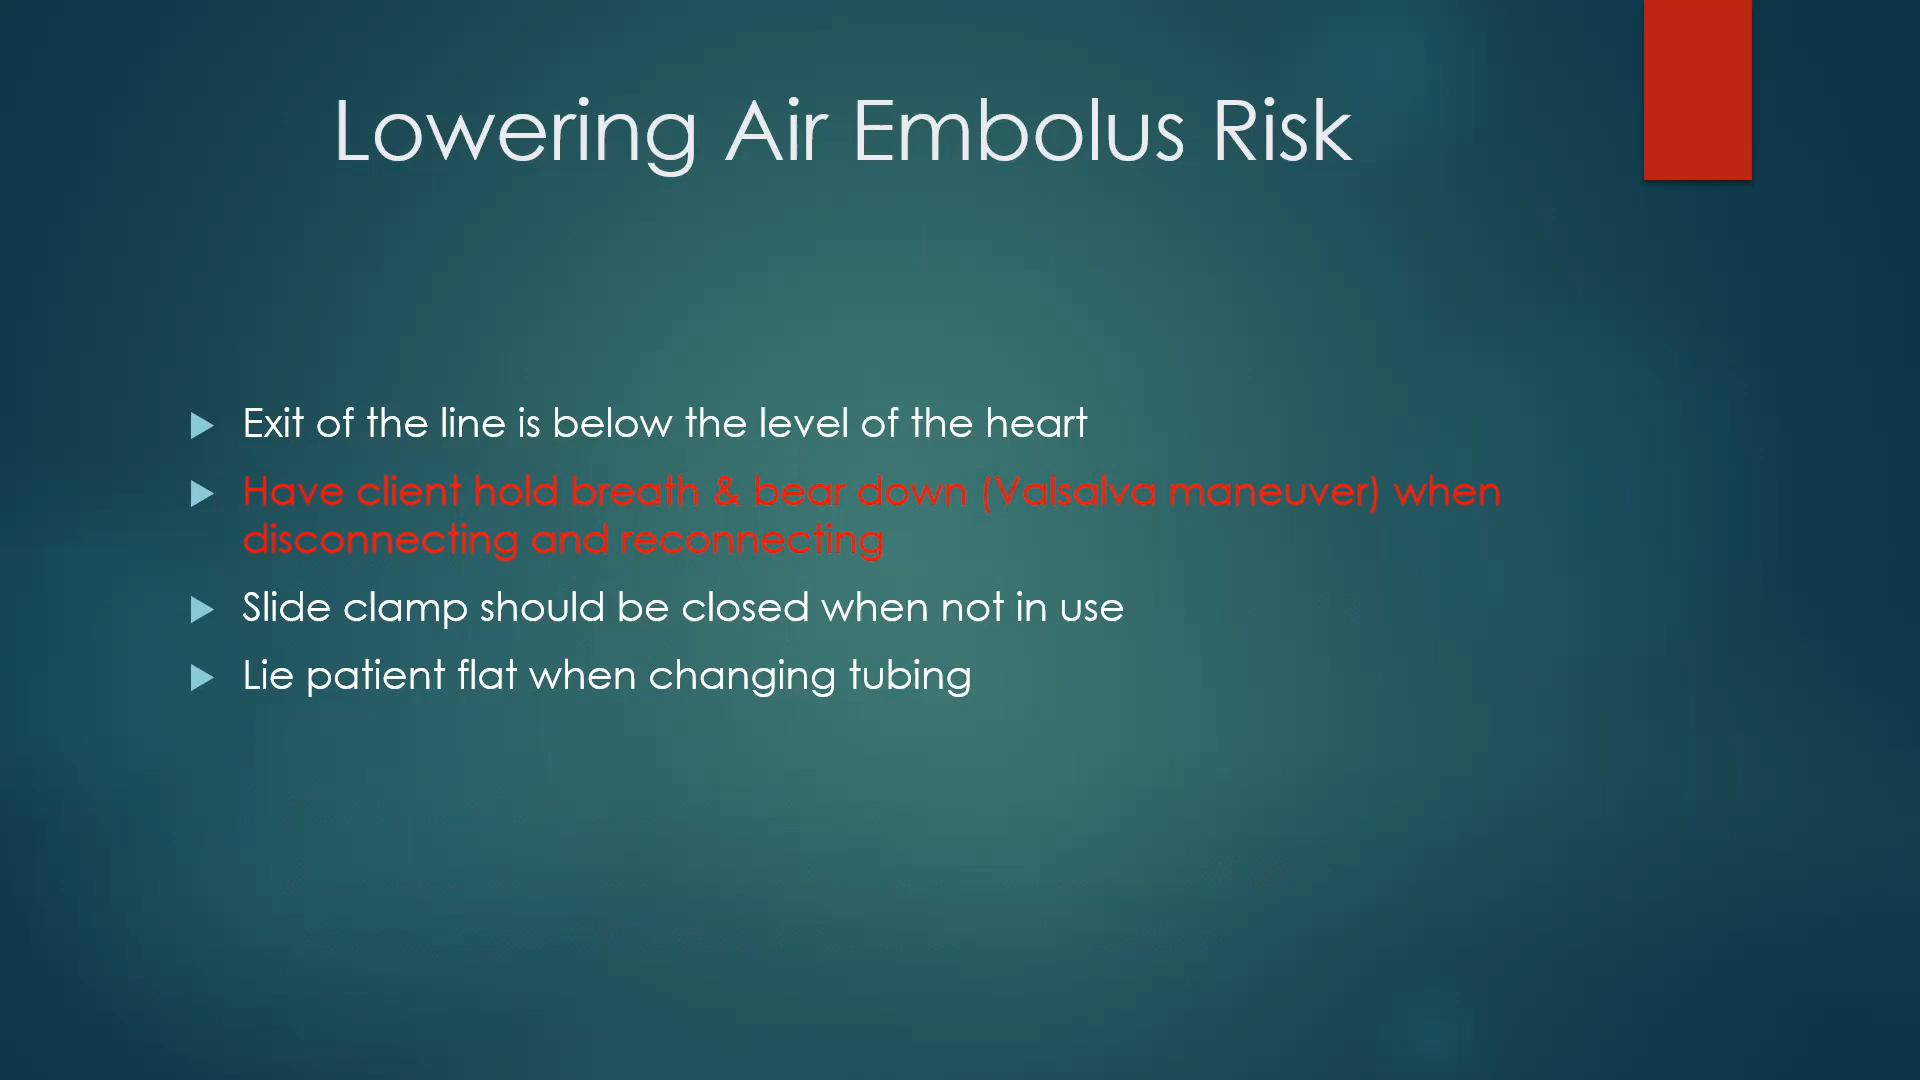 Lowering Air Embolus Risk
Exit of the line is below the level of the heart
Have client hold breath & bear down (Valsalva maneuver) when
disconnecting and reconnecting
Slide clamp should be closed when not in use
Lie patient flat when changing tubing